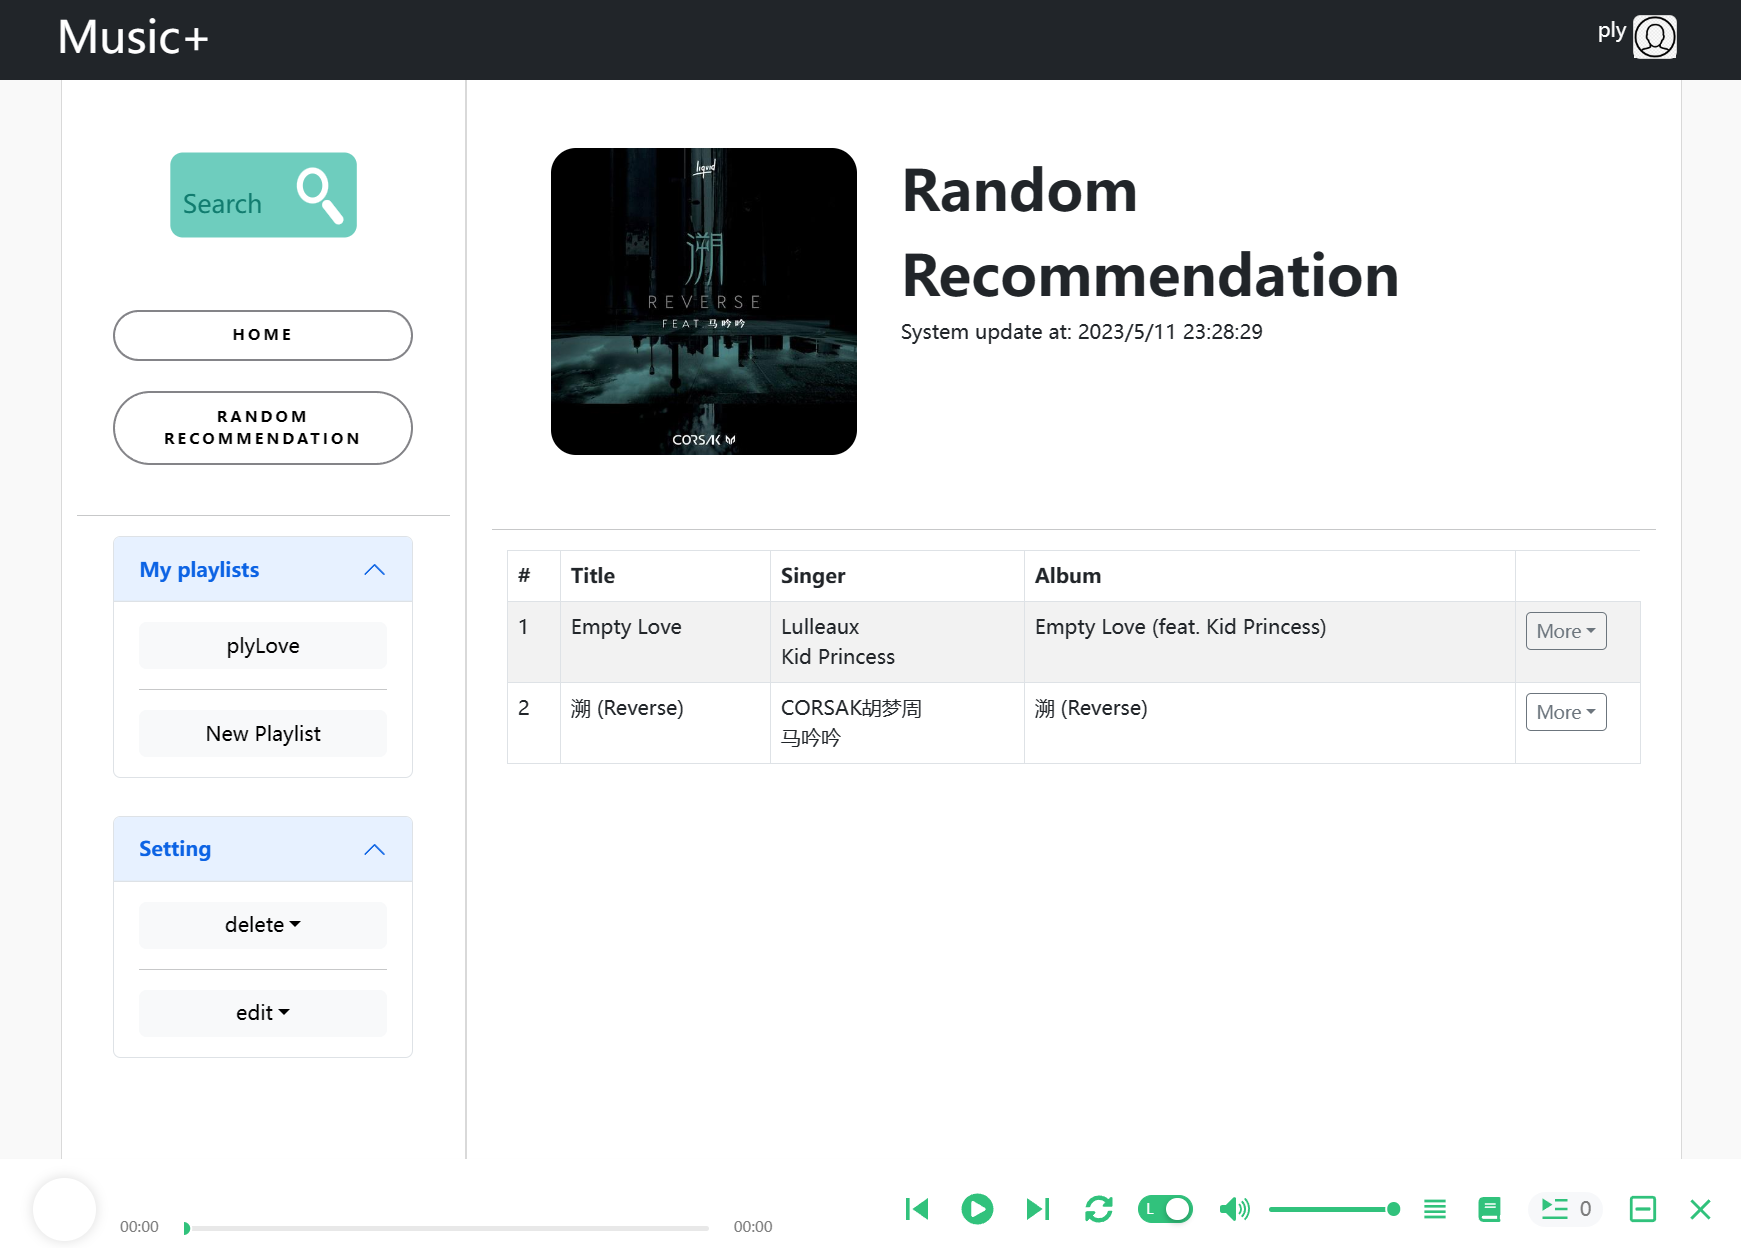 Music+
ply
Search
HOME
RANDOM
RECOMMENDATION
My playlists
plyLove
New Playlist
Setting
delete
edit
liquid
溯
REVERSE
FEAT. 马吟吟
CORSAK
Random
Recommendation
System update at: 2023/5/11 23:28:29
# Title Singer Album
1 Empty Love Lulleaux Empty Love (feat. Kid Princess) More
Kid Princess
2 溯 (Reverse) CORSAK胡梦周 溯 (Reverse) More
马吟吟
00:00
00:00
L
0